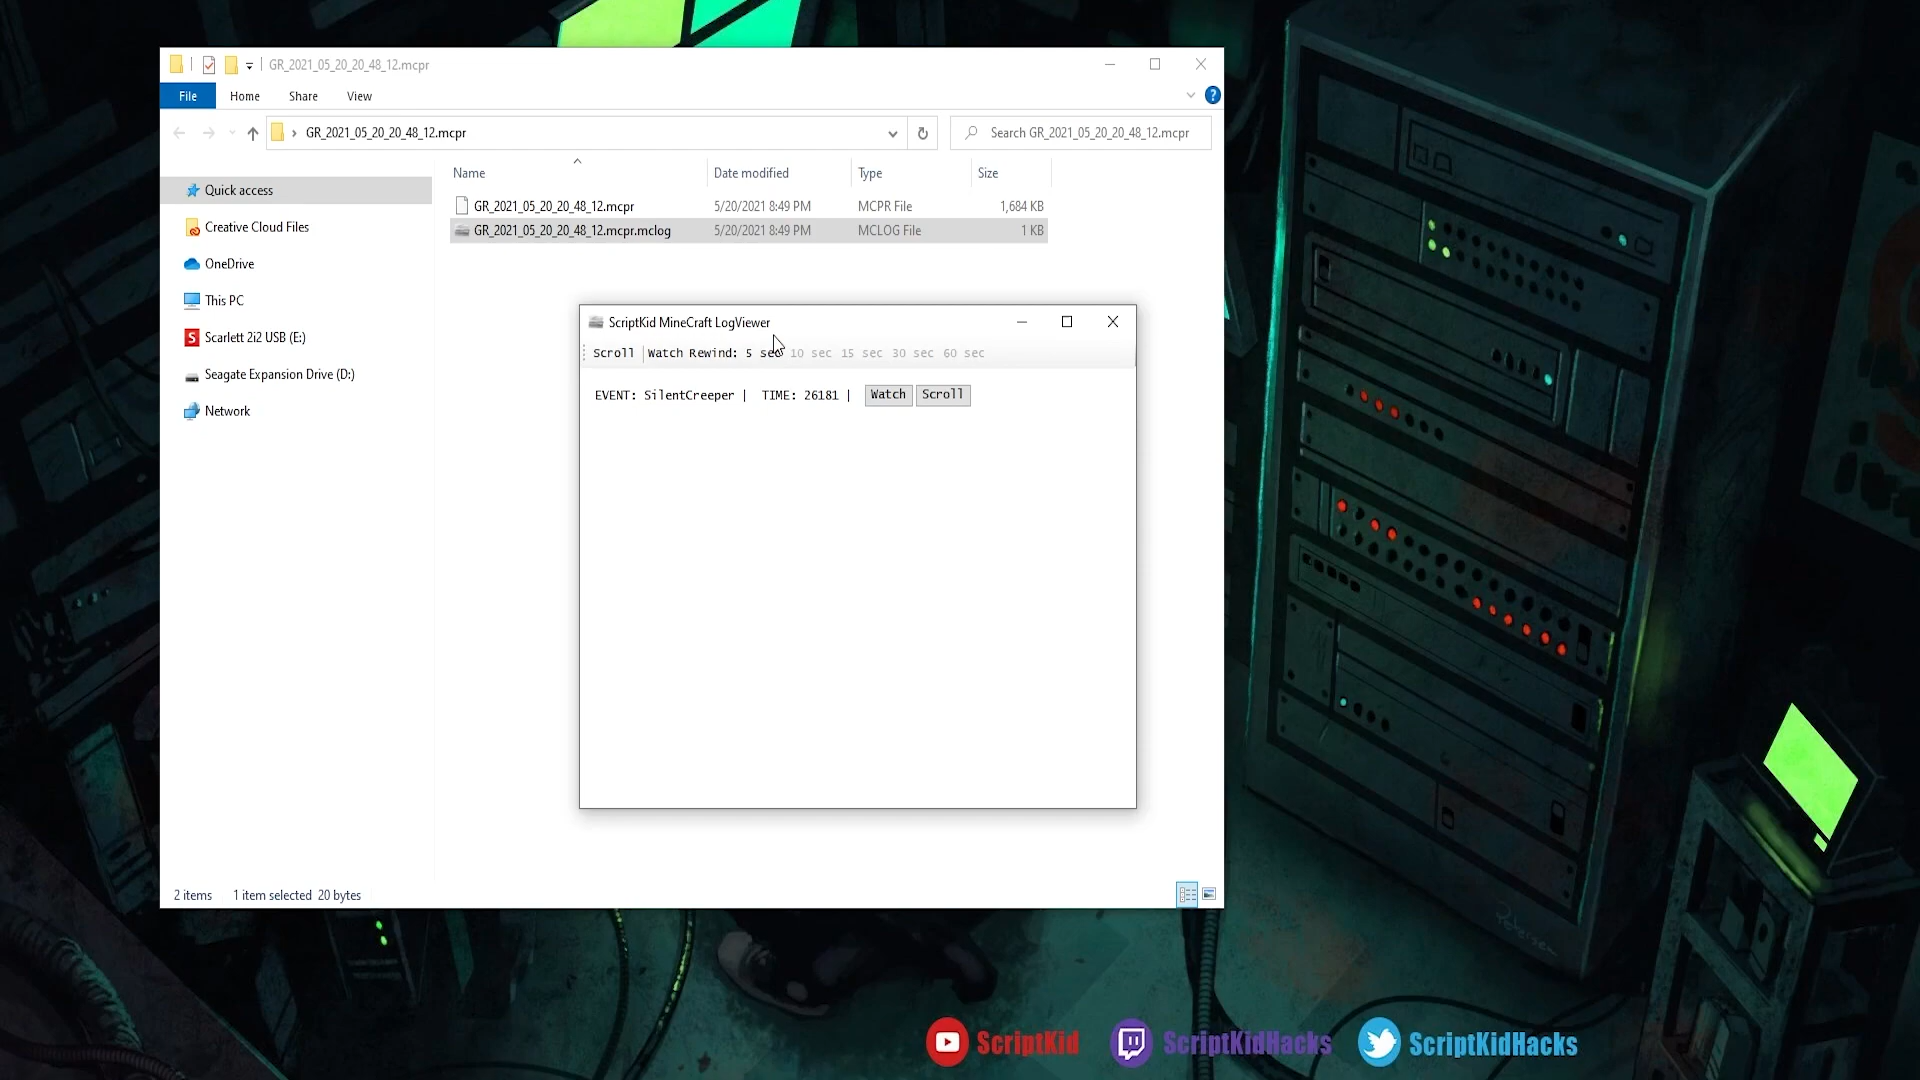 GR_2021_05_20_20_48_12.mcpr
File Home Share View
GR_2021_05_20_20_48_12.mcpr
Search GR_2021_05_20_20_48_12.mcpr
Name Date modified Type Size
Quick access
Creative Cloud Files
OneDrive
This PC
Scarlett 2i2 USB (E:)
Seagate Expansion Drive (D:)
Network
GR_2021_05_20_20_48_12.mcpr 5/20/2021 8:49 PM MCPR File 1,684 KB
GR_2021_05_20_20_48_12.mcpr.mclog 5/20/2021 8:49 PM MCLOG File 1 KB
ScriptKid MineCraft LogViewer
Scroll Watch Rewind: 5 sec 10 sec 15 sec 30 sec 60 sec
EVENT: SilentCreeper | TIME: 26181 | Watch Scroll
2 items 1 item selected 20 bytes
Petersen
ScriptKid ScriptKidHacks ScriptKidHacks